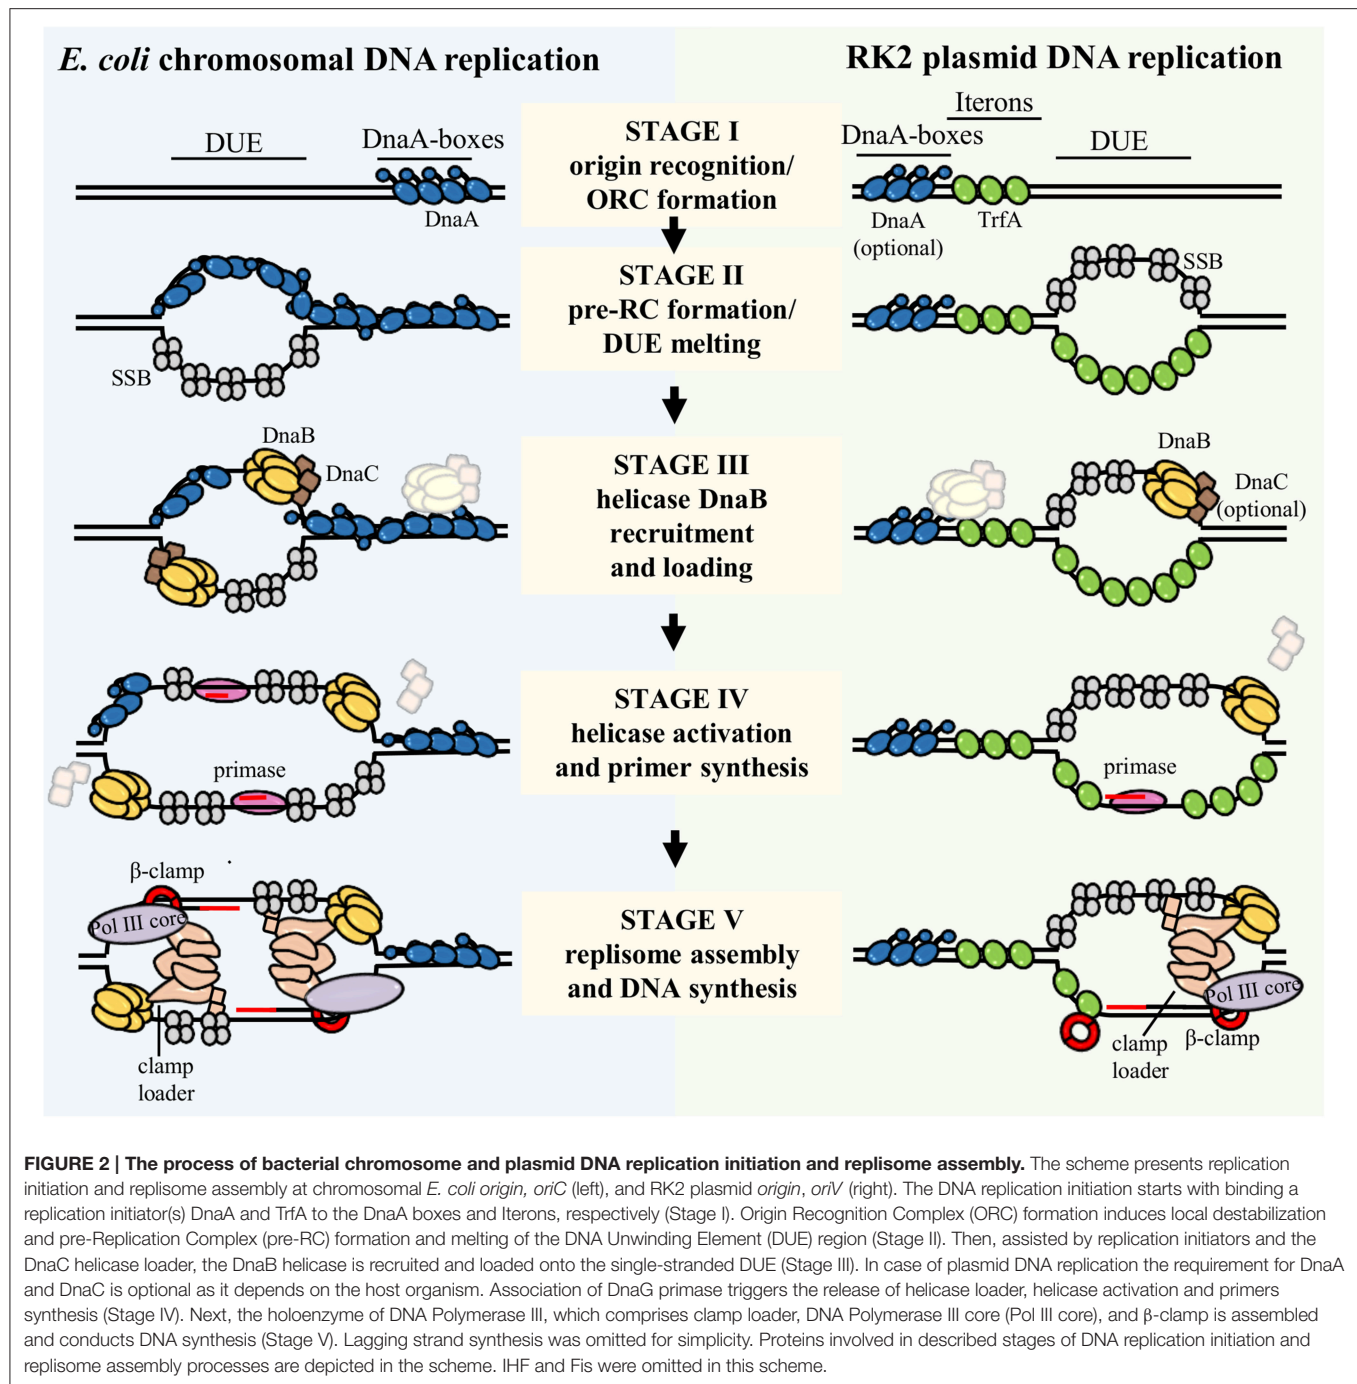 E. coli chromosomal DNA replication
RK2 plasmid DNA replication
DUE
DnaA-boxes
DnaA
STAGE I
origin recognition/
ORC formation
Iterons
DnaA-boxes
DUE
DnaA
(optional)
TrfA
SSB
STAGE II
pre-RC formation/
DUE melting
SSB
DnaB
DnaC
STAGE III
helicase DnaB
recruitment
and loading
DnaB
DnaC
(optional)
primase
STAGE IV
helicase activation
and primer synthesis
primase
β-clamp
Pol III core
clamp
loader
STAGE V
replisome assembly
and DNA synthesis
Pol III core
clamp
loader
β-clamp
FIGURE 2 | The process of bacterial chromosome and plasmid DNA replication initiation and replisome assembly. The scheme presents replication
initiation and replisome assembly at chromosomal E. coli origin, oriC (left), and RK2 plasmid origin, oriV (right). The DNA replication initiation starts with binding a
replication initiator(s) DnaA and TrfA to the DnaA boxes and Iterons, respectively (Stage I). Origin Recognition Complex (ORC) formation induces local destabilization
and pre-Replication Complex (pre-RC) formation and melting of the DNA Unwinding Element (DUE) region (Stage II). Then, assisted by replication initiators and the
DnaC helicase loader, the DnaB helicase is recruited and loaded onto the single-stranded DUE (Stage III). In case of plasmid DNA replication the requirement for DnaA
and DnaC is optional as it depends on the host organism. Association of DnaG primase triggers the release of helicase loader, helicase activation and primers
synthesis (Stage IV). Next, the holoenzyme of DNA Polymerase III, which comprises clamp loader, DNA Polymerase III core (Pol III core), and β-clamp is assembled
and conducts DNA synthesis (Stage V). Lagging strand synthesis was omitted for simplicity. Proteins involved in described stages of DNA replication initiation and
replisome assembly processes are depicted in the scheme. IHF and Fis were omitted in this scheme.